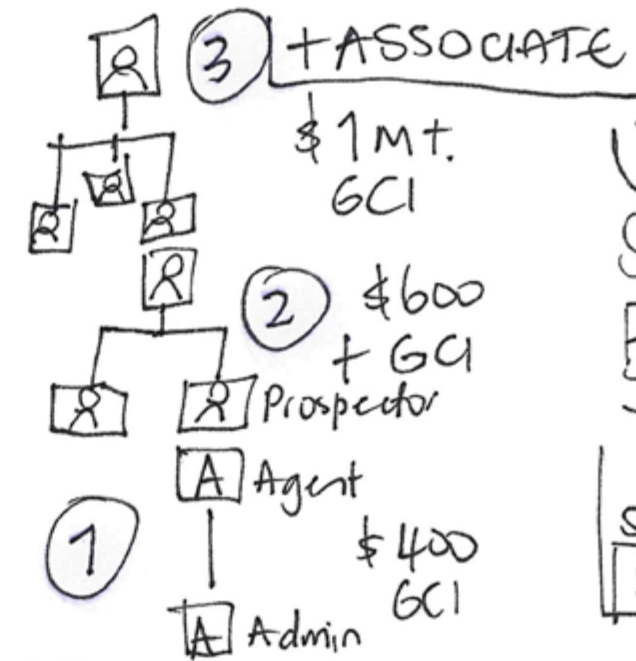 3 +ASSOCIATE
$1M+.
GCI
2 $600
+ GCI
Prospector
A Agent
1 $400
GCI
A Admin